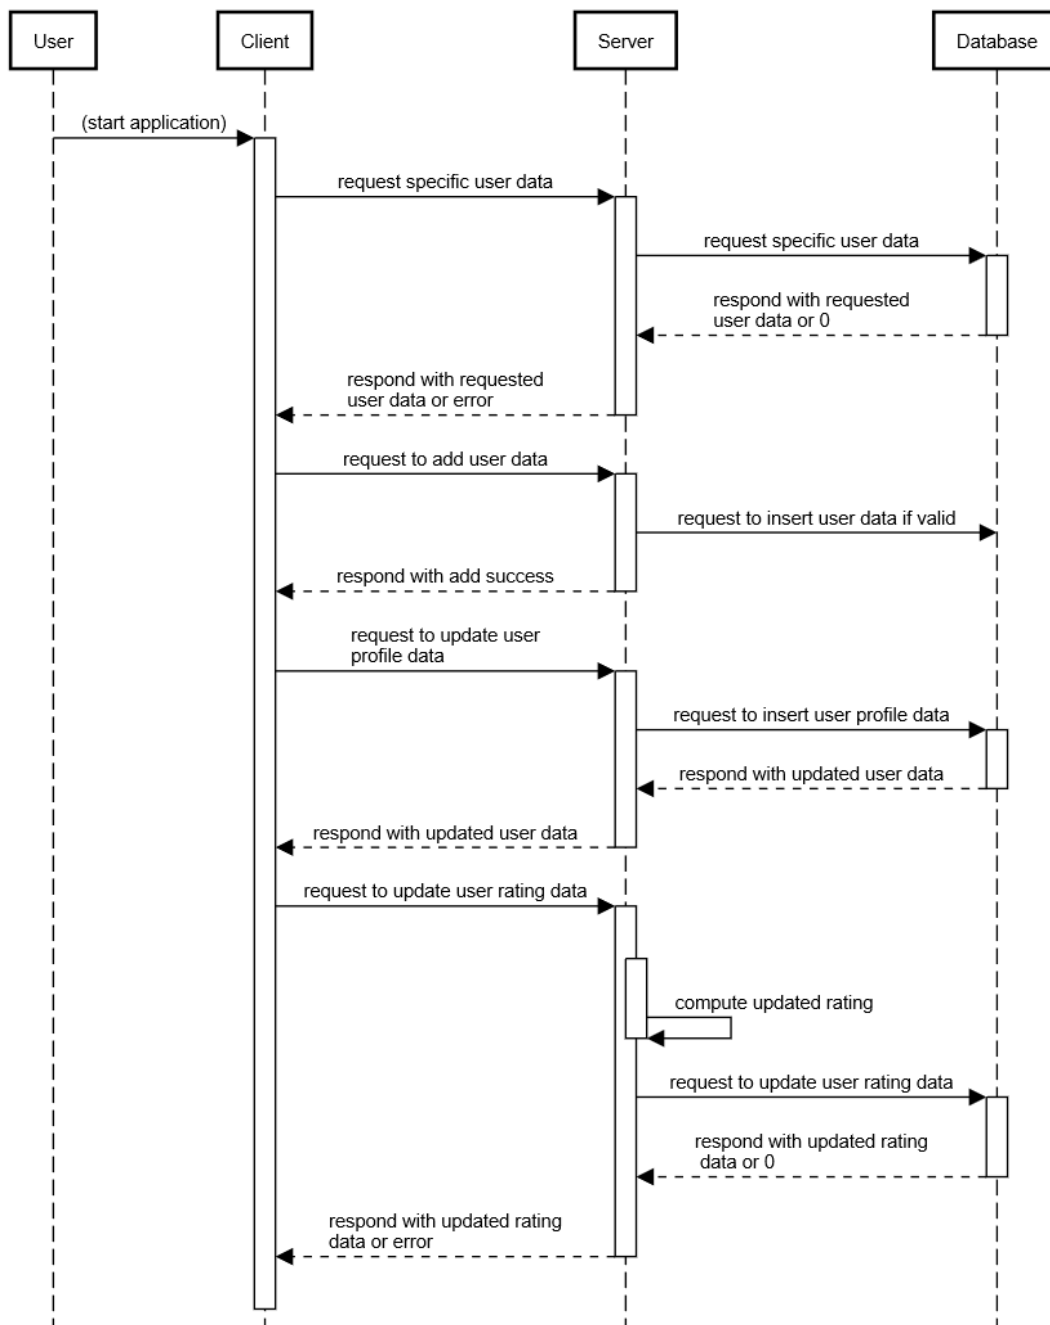 User
Client
Server
Database
(start application)
request specific user data
request specific user data
respond with requested
user data or 0
respond with requested
user data or error
request to add user data
request to insert user data if valid
respond with add success
request to update user
profile data
request to insert user profile data
respond with updated user data
respond with updated user data
request to update user rating data
compute updated rating
request to update user rating data
respond with updated rating
data or 0
respond with updated rating
data or error